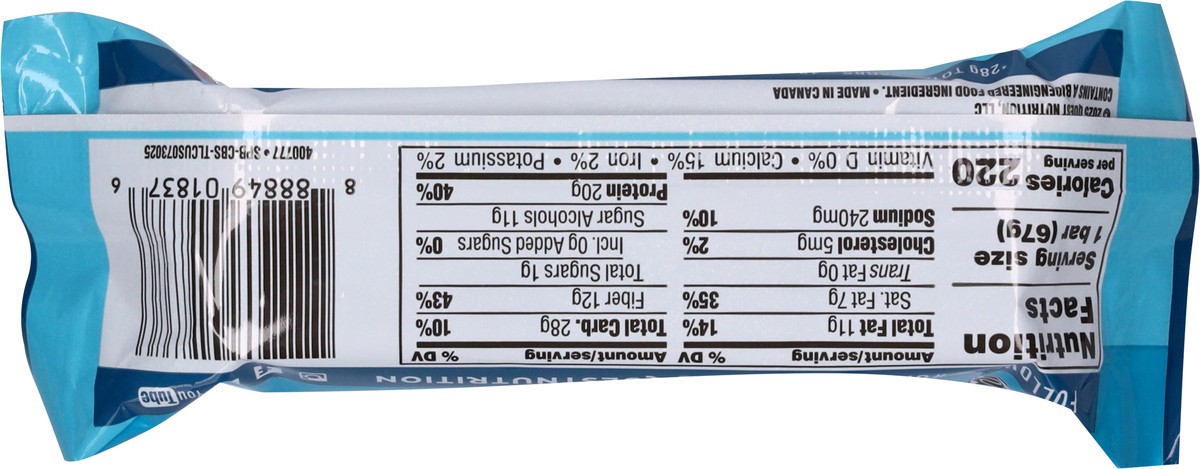 FOLLOW
QUESTNUTRITION
YouTube
Nutrition
Facts
Serving size
1 bar (67g)
Calories 220
per serving
Amount/serving % DV
Total Fat 11g 14%
Sat. Fat 7g 35%
Trans Fat 0g
Cholesterol 5mg 2%
Sodium 240mg 10%
Amount/serving % DV
Total Carb. 28g 10%
Fiber 12g 43%
Total Sugars 1g
Incl. 0g Added Sugars 0%
Sugar Alcohols 11g
Protein 20g 40%
Vitamin D 0% • Calcium 15% • Iron 2% • Potassium 2%
8 88849 01837 6
400777 • SPB-CBS-TLCUS073025
© 2025 QUEST NUTRITION, LLC
CONTAINS A BIOENGINEERED FOOD INGREDIENT. • MADE IN CANADA
*28g